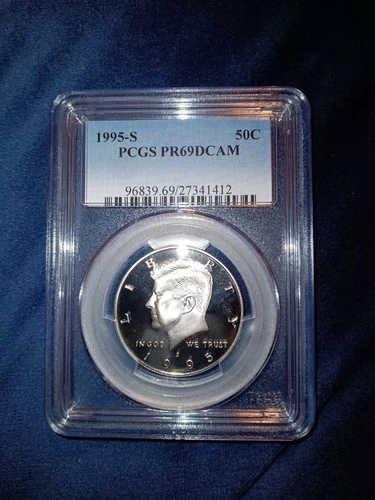 1995-S 50C
PCGS PR69DCAM
96839.69/27341412
LIBERTY
IN GOD WE TRUST
S
1995